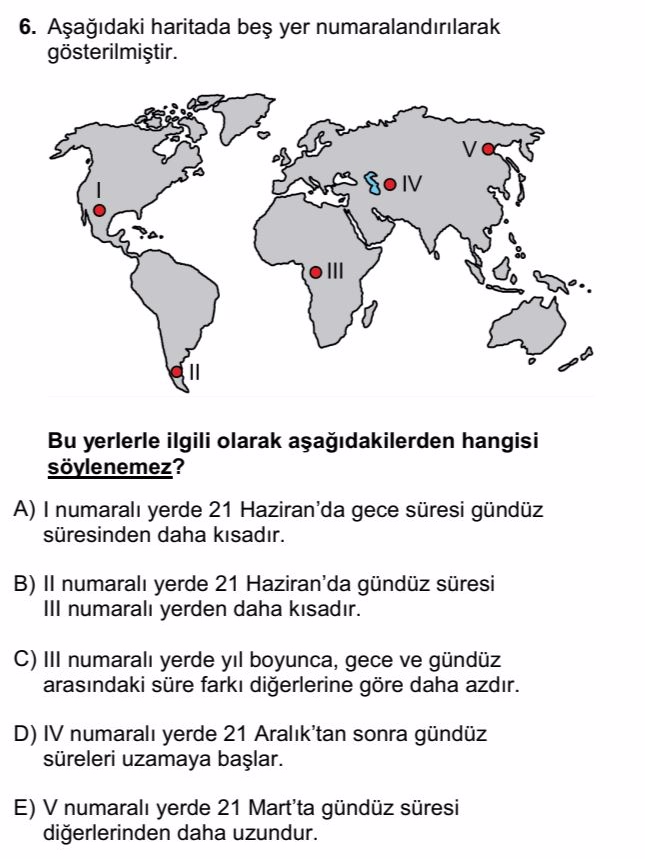 6. Aşağıdaki haritada beş yer numaralandırılarak
gösterilmiştir.
V
I
IV
III
II
Bu yerlerle ilgili olarak aşağıdakilerden hangisi
söylenemez?
A) I numaralı yerde 21 Haziran’da gece süresi gündüz
süresinden daha kısadır.
B) II numaralı yerde 21 Haziran’da gündüz süresi
III numaralı yerden daha kısadır.
C) III numaralı yerde yıl boyunca, gece ve gündüz
arasındaki süre farkı diğerlerine göre daha azdır.
D) IV numaralı yerde 21 Aralık’tan sonra gündüz
süreleri uzamaya başlar.
E) V numaralı yerde 21 Mart’ta gündüz süresi
diğerlerinden daha uzundur.